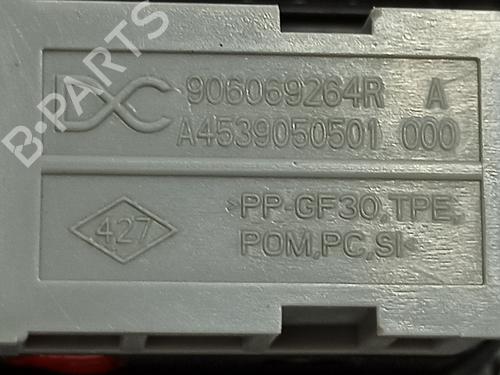 906069264R A
A4539050501 000
427
>PP-GF30,TPE,
POM,PC,SI<
B-PARTS